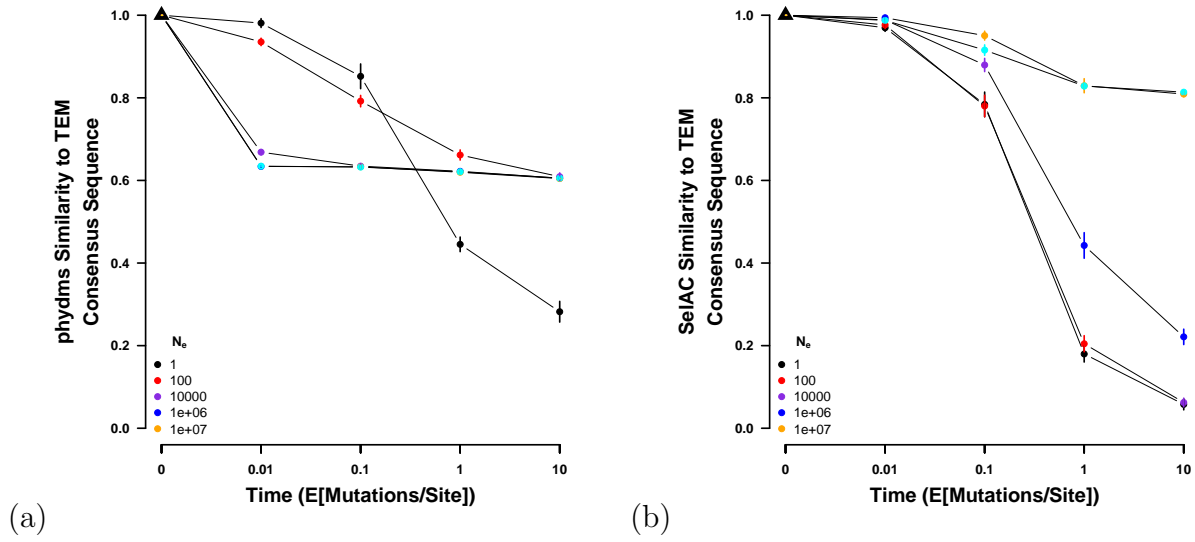 phydms Similarity to TEM
Consensus Sequence
1.0
0.8
0.6
0.4
0.2
0.0
Nₑ
1
100
10000
1e+06
1e+07
0
0.01
0.1
1
10
Time (E[Mutations/Site])
(a)
SelAC Similarity to TEM
Consensus Sequence
1.0
0.8
0.6
0.4
0.2
0.0
Nₑ
1
100
10000
1e+06
1e+07
0
0.01
0.1
1
10
Time (E[Mutations/Site])
(b)